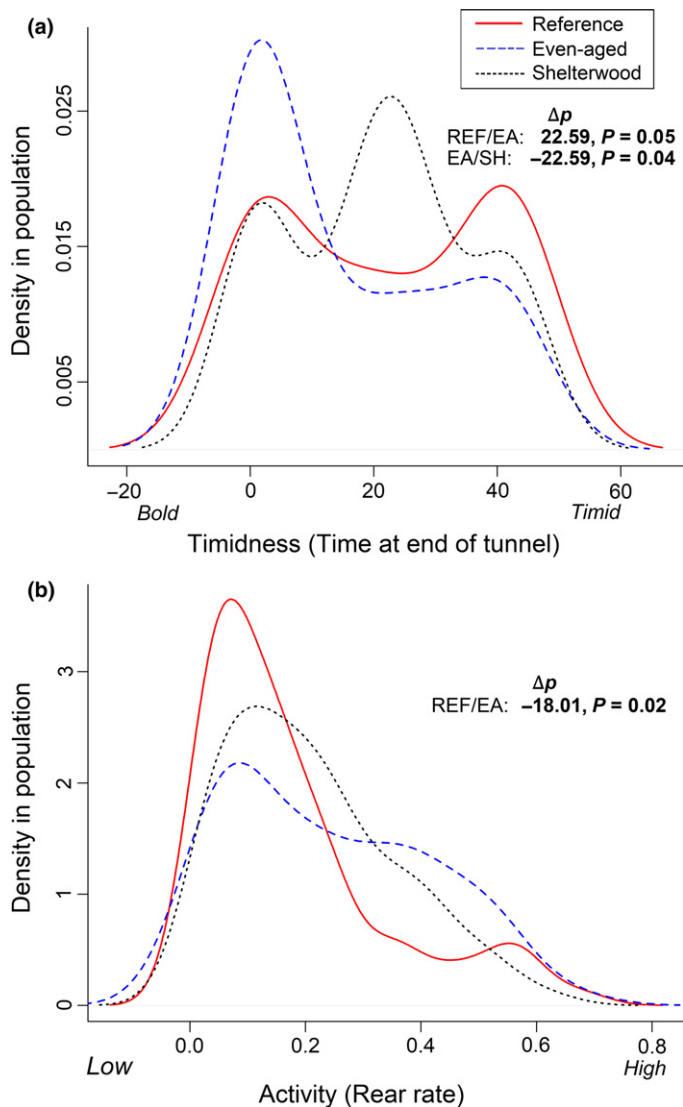 (a)
Reference
Even-aged
Shelterwood
Δp
REF/EA: 22.59, P = 0.05
EA/SH: –22.59, P = 0.04
Density in population
0.025
0.015
0.005
–20 0 20 40 60
Bold Timid
Timidness (Time at end of tunnel)
(b)
Δp
REF/EA: –18.01, P = 0.02
Density in population
3
2
1
0
0.0 0.2 0.4 0.6 0.8
Low High
Activity (Rear rate)